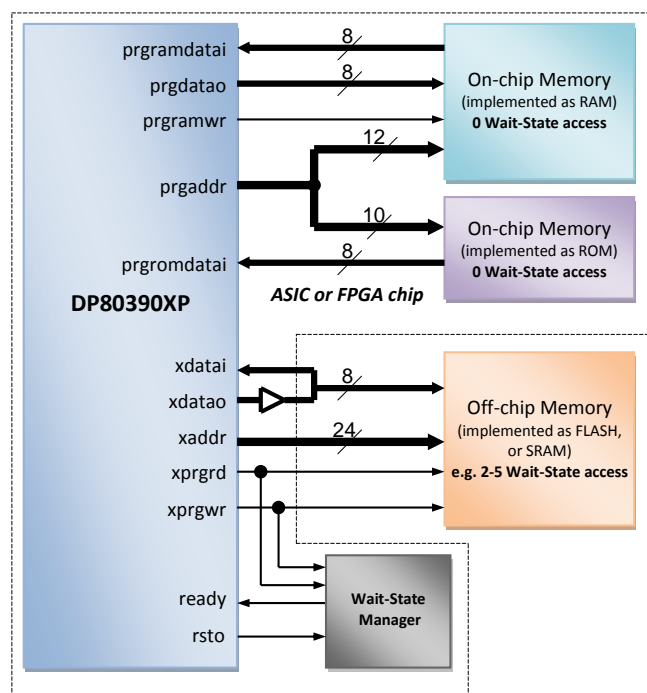 prgramdatai
8
prgdatao
8
prgramwr
12
prgaddr
10
prgromdatai
8
On-chip Memory
(implemented as RAM)
0 Wait-State access
On-chip Memory
(implemented as ROM)
0 Wait-State access
ASIC or FPGA chip
DP80390XP
xdatai
8
xdatao
xaddr
24
xprgrd
xprgwr
Off-chip Memory
(implemented as FLASH,
or SRAM)
e.g. 2-5 Wait-State access
ready
rsto
Wait-State
Manager